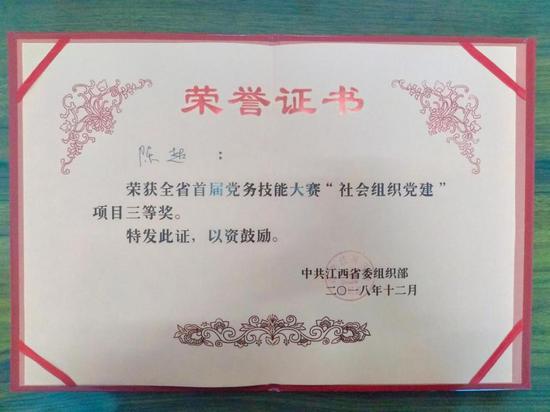 荣誉证书
陈超：
荣获全省首届党务技能大赛“社会组织党建”
项目三等奖。
特发此证，以资鼓励。
中共江西省委组织部
二〇一八年十二月